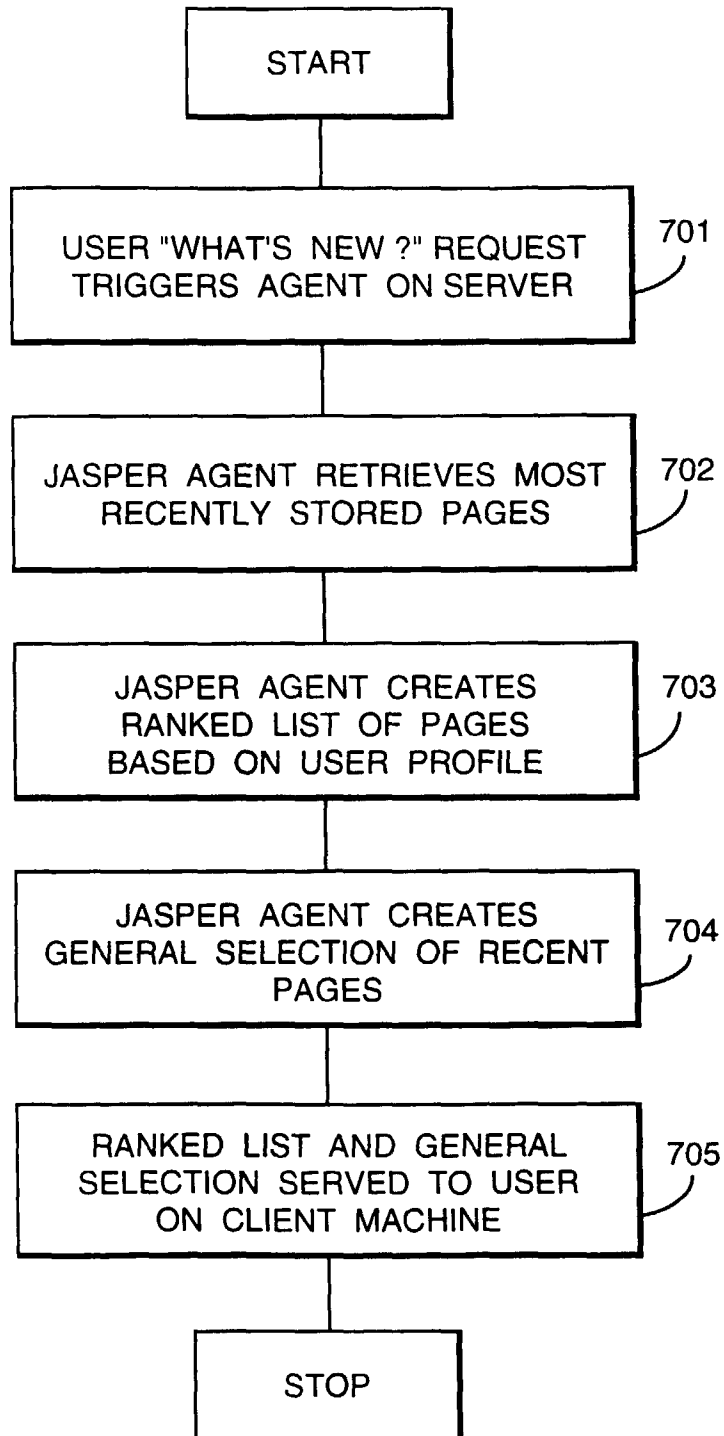 START
USER "WHAT'S NEW ?" REQUEST
TRIGGERS AGENT ON SERVER
701
JASPER AGENT RETRIEVES MOST
RECENTLY STORED PAGES
702
JASPER AGENT CREATES
RANKED LIST OF PAGES
BASED ON USER PROFILE
703
JASPER AGENT CREATES
GENERAL SELECTION OF RECENT
PAGES
704
RANKED LIST AND GENERAL
SELECTION SERVED TO USER
ON CLIENT MACHINE
705
STOP